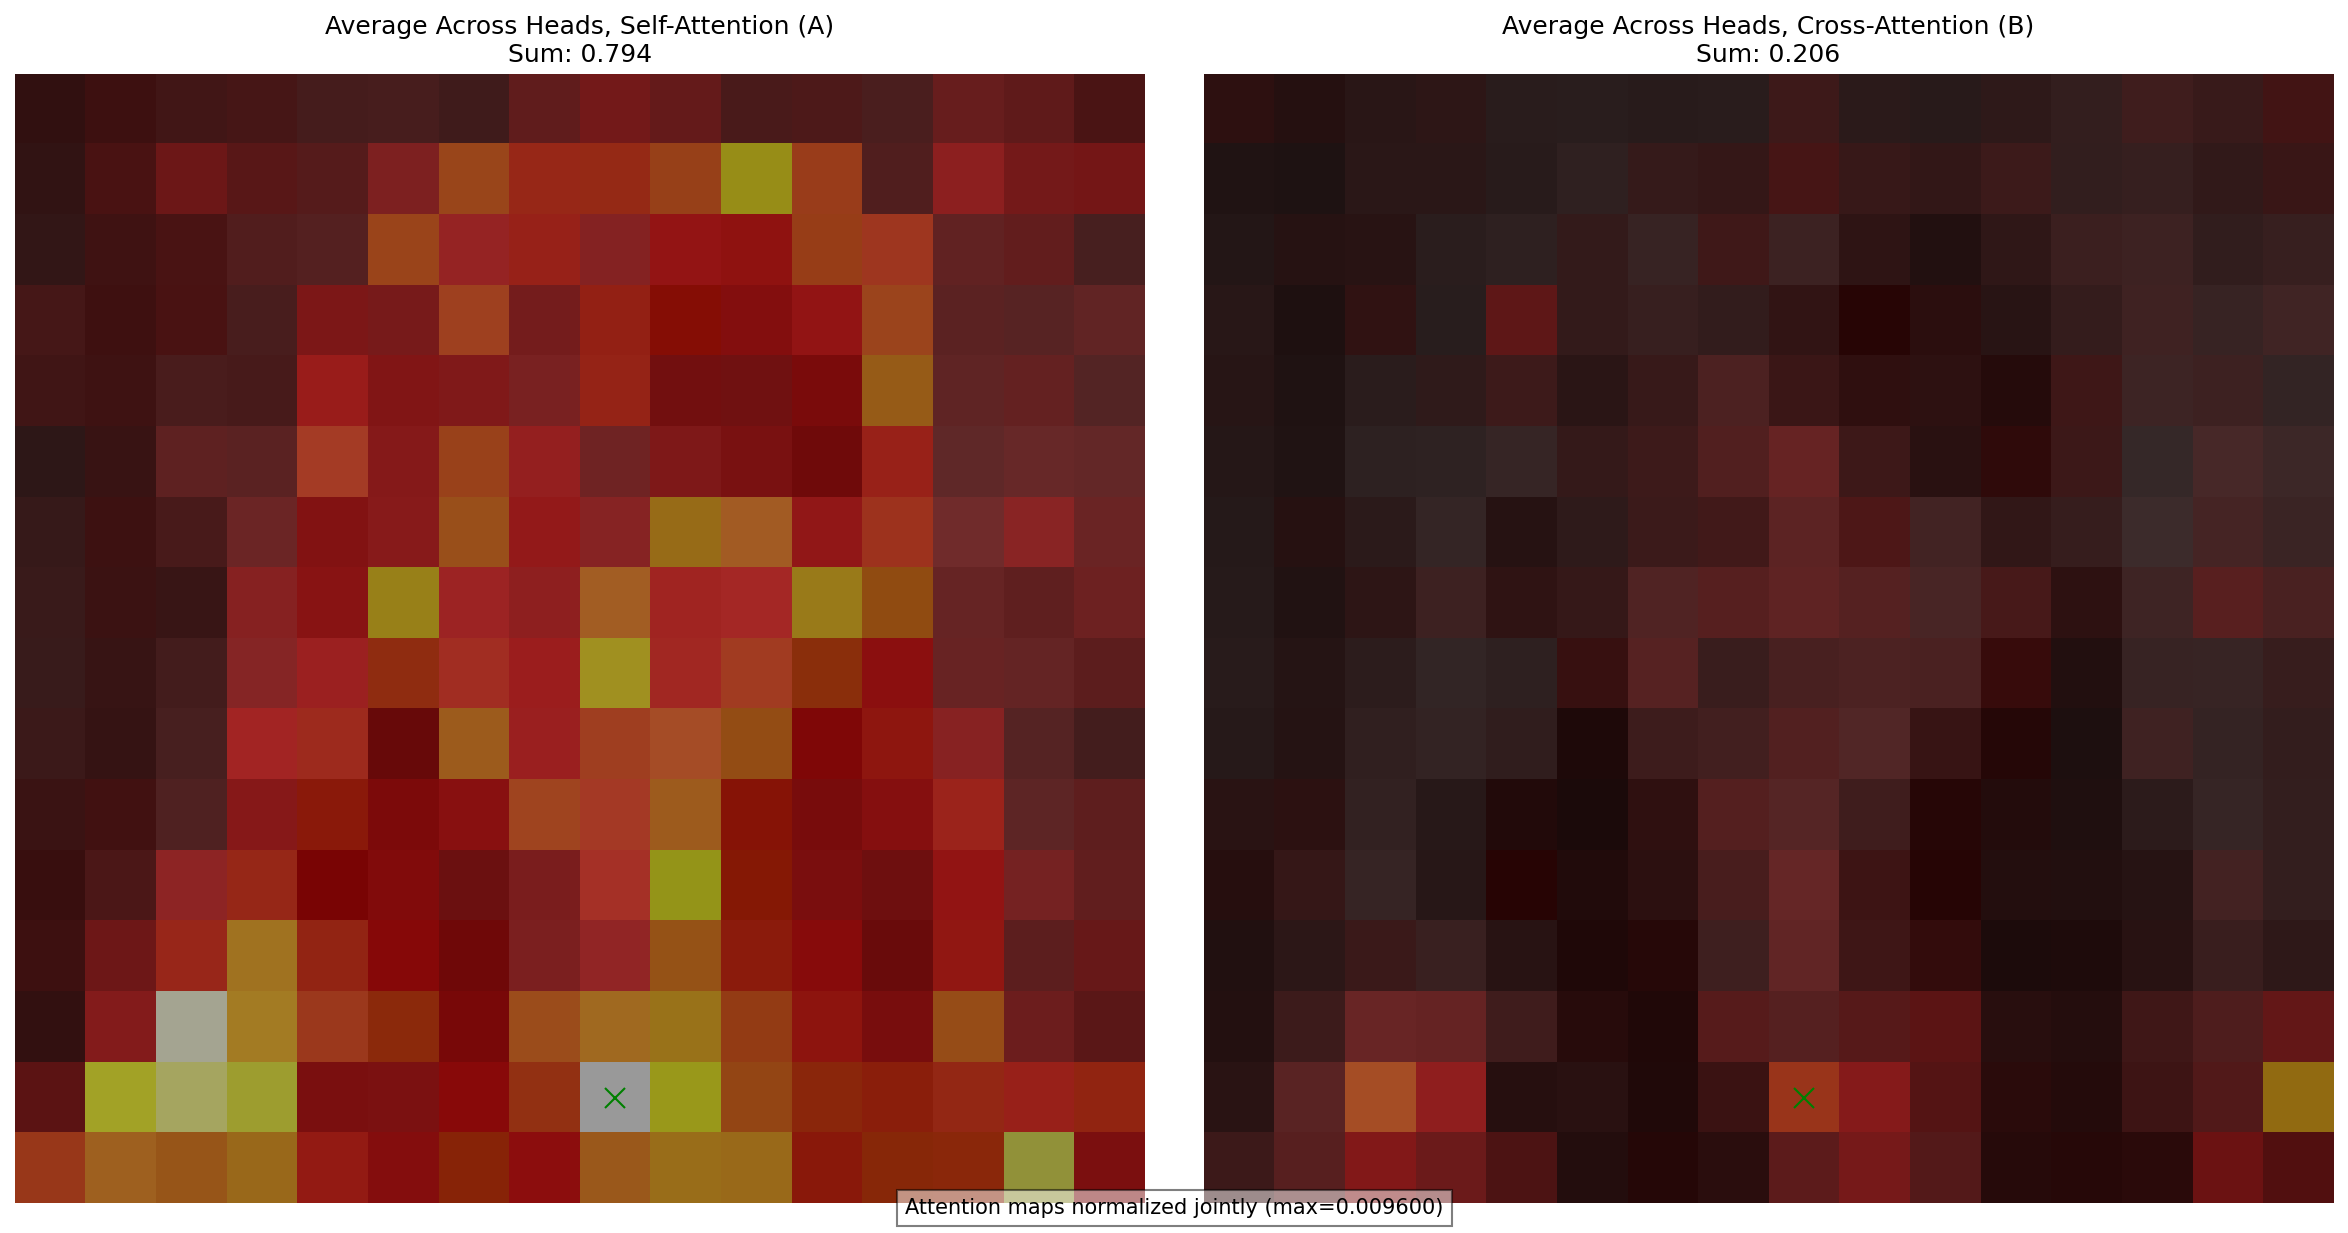 Average Across Heads, Self-Attention (A)
Sum: 0.794
Average Across Heads, Cross-Attention (B)
Sum: 0.206
Attention maps normalized jointly (max=0.009600)